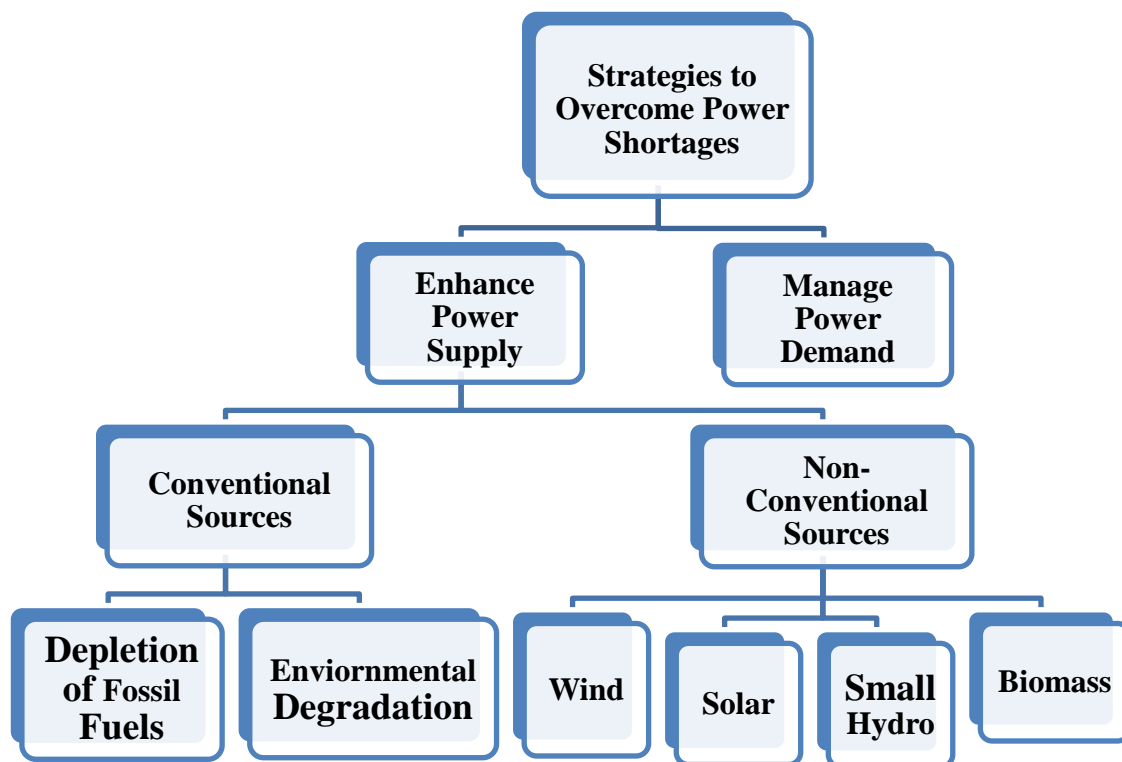 Strategies to
Overcome Power
Shortages
Enhance
Power
Supply
Manage
Power
Demand
Conventional
Sources
Non-
Conventional
Sources
Depletion
of Fossil
Fuels
Enviornmental
Degradation
Wind
Solar
Small
Hydro
Biomass